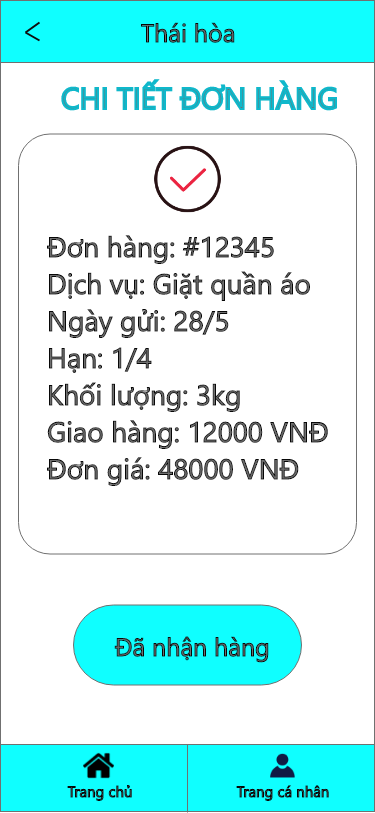 Thái hòa
CHI TIẾT ĐƠN HÀNG
Đơn hàng: #12345
Dịch vụ: Giặt quần áo
Ngày gửi: 28/5
Hạn: 1/4
Khối lượng: 3kg
Giao hàng: 12000 VNĐ
Đơn giá: 48000 VNĐ
Đã nhận hàng
Trang chủ
Trang cá nhân